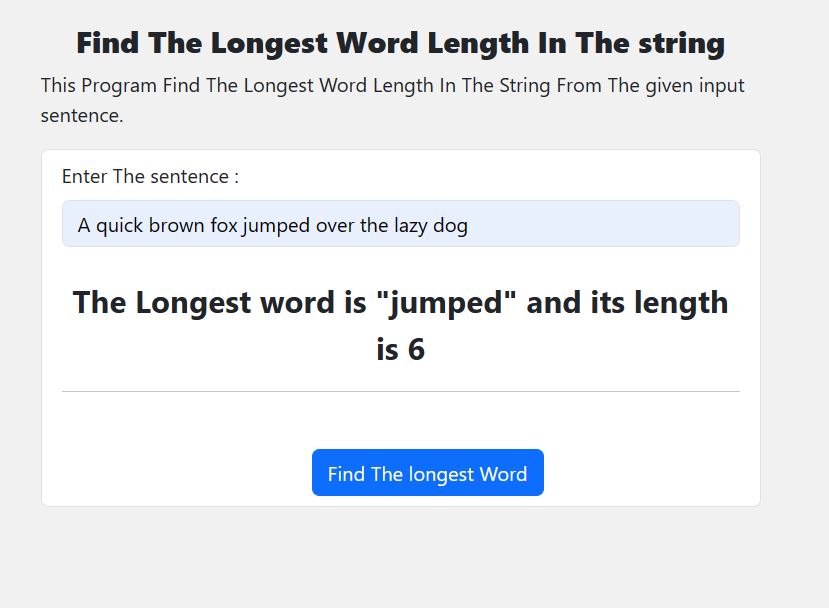 Find The Longest Word Length In The string
This Program Find The Longest Word Length In The String From The given input
sentence.
Enter The sentence :
A quick brown fox jumped over the lazy dog
The Longest word is "jumped" and its length
is 6
Find The longest Word